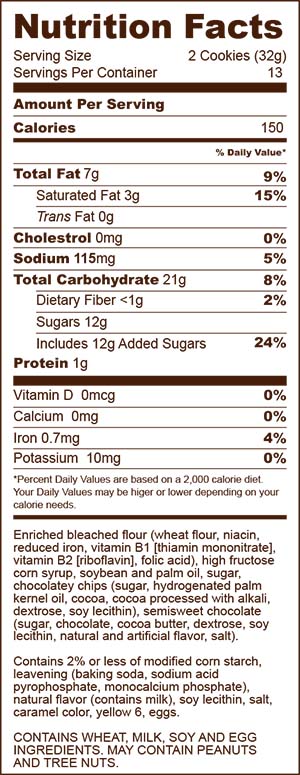 Nutrition Facts
Serving Size 2 Cookies (32g)
Servings Per Container 13
Amount Per Serving
Calories 150
% Daily Value*
Total Fat 7g 9%
Saturated Fat 3g 15%
Trans Fat 0g
Cholestrol 0mg 0%
Sodium 115mg 5%
Total Carbohydrate 21g 8%
Dietary Fiber <1g 2%
Sugars 12g
Includes 12g Added Sugars 24%
Protein 1g
Vitamin D 0mcg 0%
Calcium 0mg 0%
Iron 0.7mg 4%
Potassium 10mg 0%
*Percent Daily Values are based on a 2,000 calorie diet.
Your Daily Values may be higer or lower depending on your
calorie needs.
Enriched bleached flour (wheat flour, niacin,
reduced iron, vitamin B1 [thiamin mononitrate],
vitamin B2 [riboflavin], folic acid), high fructose
corn syrup, soybean and palm oil, sugar,
chocolatey chips (sugar, hydrogenated palm
kernel oil, cocoa, cocoa processed with alkali,
dextrose, soy lecithin), semisweet chocolate
(sugar, chocolate, cocoa butter, dextrose, soy
lecithin, natural and artificial flavor, salt).
Contains 2% or less of modified corn starch,
leavening (baking soda, sodium acid
pyrophosphate, monocalcium phosphate),
natural flavor (contains milk), soy lecithin, salt,
caramel color, yellow 6, eggs.
CONTAINS WHEAT, MILK, SOY AND EGG
INGREDIENTS. MAY CONTAIN PEANUTS
AND TREE NUTS.